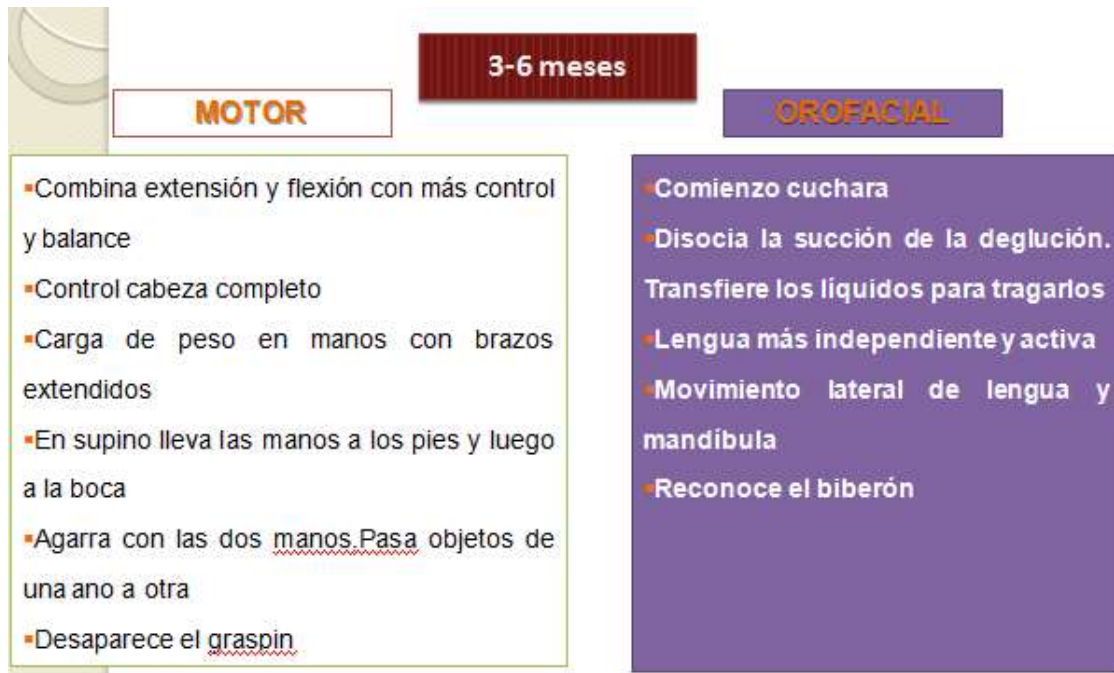 3-6 meses
MOTOR
▪Combina extensión y flexión con más control
y balance
▪Control cabeza completo
▪Carga de peso en manos con brazos
extendidos
▪En supino lleva las manos a los pies y luego
a la boca
▪Agarra con las dos manos.Pasa objetos de
una ano a otra
▪Desaparece el graspin
OROFACIAL
▪Comienzo cuchara
▪Disocia la succión de la deglución.
Transfiere los líquidos para tragarlos
▪Lengua más independiente y activa
▪Movimiento lateral de lengua y
mandíbula
▪Reconoce el biberón